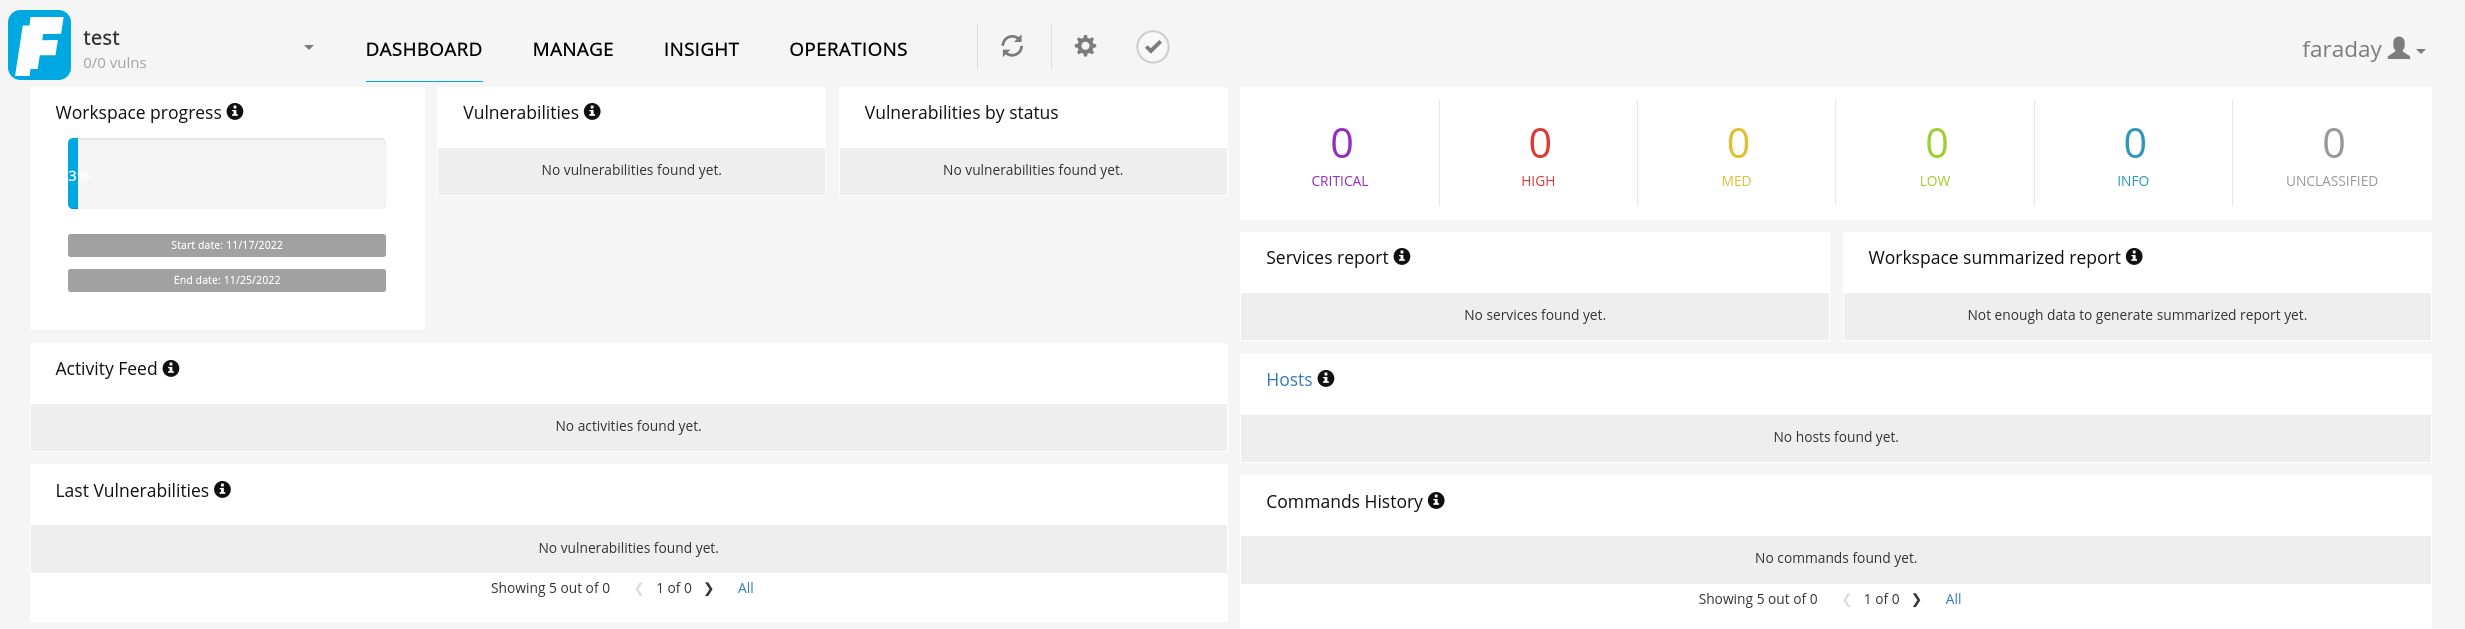 F
test
0/0 vulns
DASHBOARD
MANAGE
INSIGHT
OPERATIONS
faraday
Workspace progress
3%
Start date: 11/17/2022
End date: 11/25/2022
Vulnerabilities
No vulnerabilities found yet.
Vulnerabilities by status
No vulnerabilities found yet.
0
CRITICAL
0
HIGH
0
MED
0
LOW
0
INFO
0
UNCLASSIFIED
Services report
No services found yet.
Workspace summarized report
Not enough data to generate summarized report yet.
Activity Feed
No activities found yet.
Hosts
No hosts found yet.
Last Vulnerabilities
No vulnerabilities found yet.
Showing 5 out of 0 ❮ 1 of 0 ❯ All
Commands History
No commands found yet.
Showing 5 out of 0 ❮ 1 of 0 ❯ All